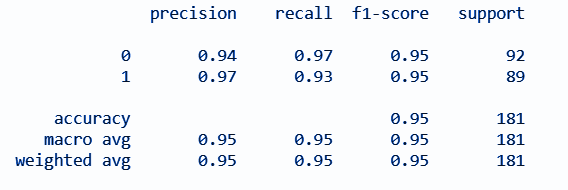 precision recall f1-score support
0 0.94 0.97 0.95 92
1 0.97 0.93 0.95 89
accuracy 0.95 181
macro avg 0.95 0.95 0.95 181
weighted avg 0.95 0.95 0.95 181